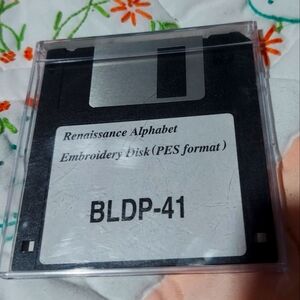 Renaissance Alphabet
Embroidery Disk(PES format)
BLDP-41